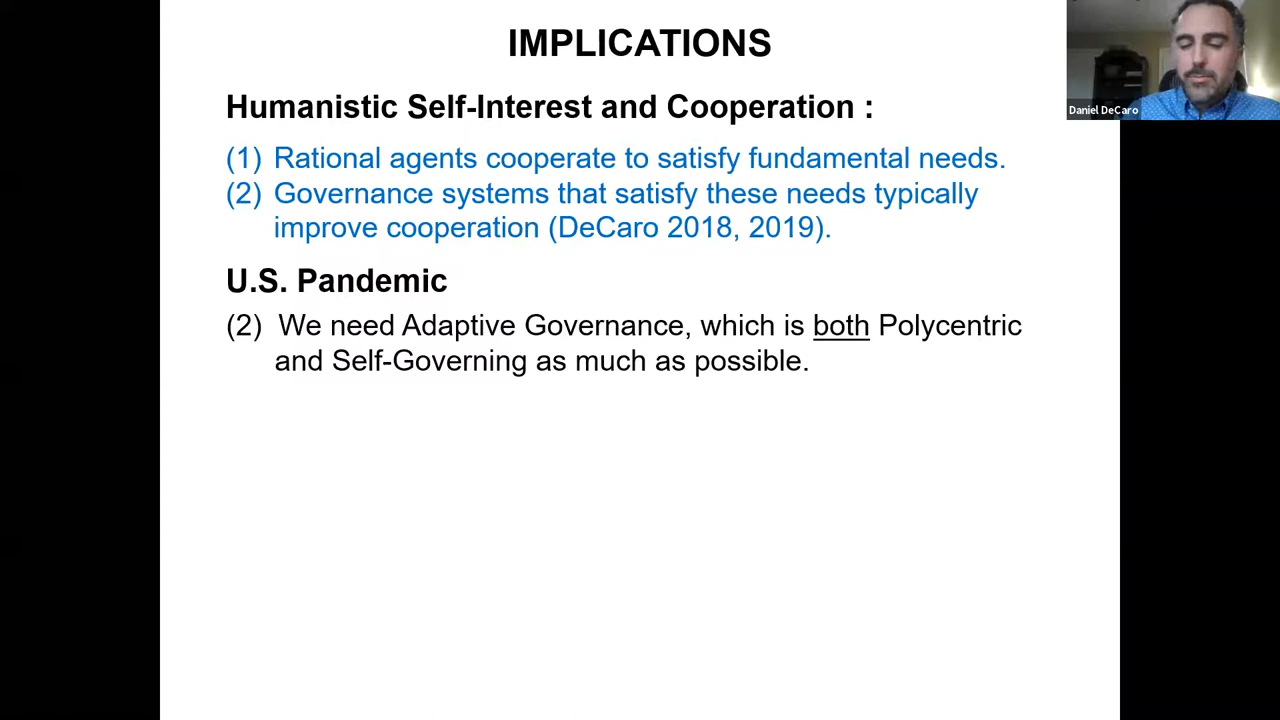 IMPLICATIONS
Daniel DeCaro
Humanistic Self-Interest and Cooperation :
(1) Rational agents cooperate to satisfy fundamental needs.
(2) Governance systems that satisfy these needs typically
improve cooperation (DeCaro 2018, 2019).
U.S. Pandemic
(2) We need Adaptive Governance, which is both Polycentric
and Self-Governing as much as possible.